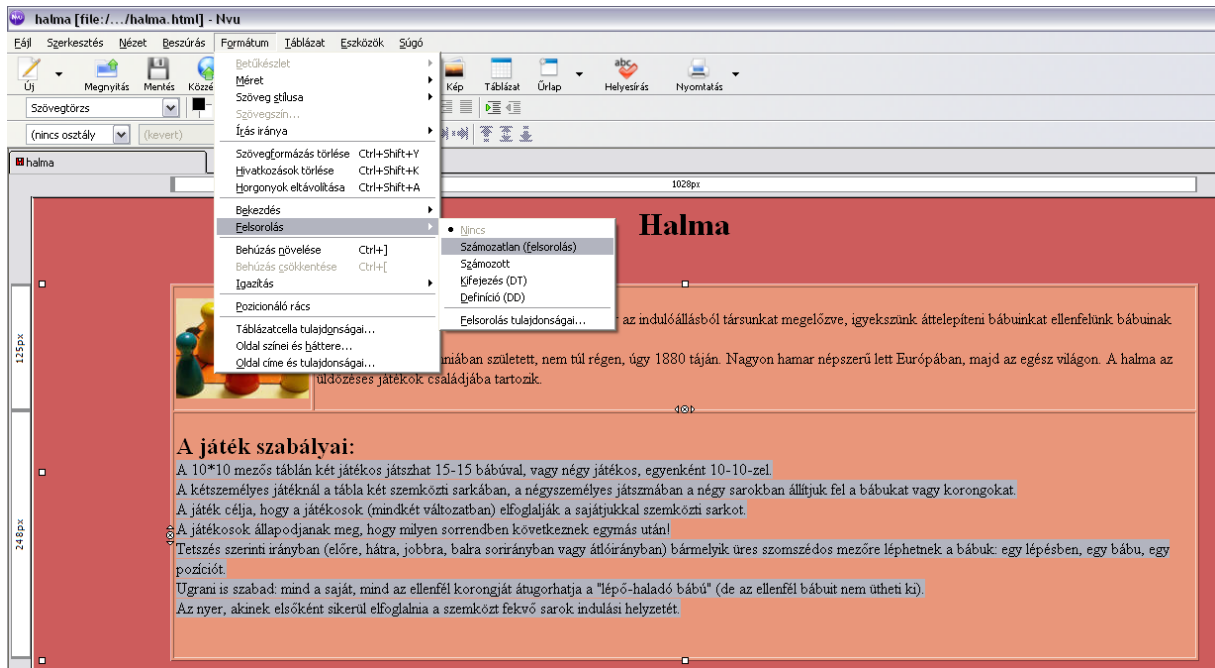 halma [file:/.../halma.html] - Nvu
Fájl Szerkesztés Nézet Beszúrás Formátum Táblázat Eszközök Súgó
Új Megnyitás Mentés Közzé Kép Táblázat Űrlap Helyesírás Nyomtatás
Szövegtörzs
(nincs osztály (kevert)
halma
1028px
Betűkészlet
Méret
Szöveg stílusa
Szövegszín...
Írás iránya
Szövegformázás törlése Ctrl+Shift+Y
Hivatkozások törlése Ctrl+Shift+K
Horgonyok eltávolítása Ctrl+Shift+A
Bekezdés
Felsorolás
Behúzás növelése Ctrl+]
Behúzás csökkentése Ctrl+[
Igazítás
Pozicionáló rács
Táblázatcella tulajdonságai...
Oldal színei és háttere...
Oldal címe és tulajdonságai...
Nincs
Számozatlan (felsorolás)
Számozott
Kifejezés (DT)
Definíció (DD)
Felsorolás tulajdonságai...
Halma
az indulóállásból társunkat megelőzve, igyekszünk áttelepíteni bábuinkat ellenfelünk bábuinak
niában született, nem túl régen, úgy 1880 táján. Nagyon hamar népszerű lett Európában, majd az egész világon. A halma az
üldözéses játékok családjába tartozik.
125px
A játék szabályai:
A 10*10 mezős táblán két játékos játszhat 15-15 bábúval, vagy négy játékos, egyenként 10-10-zel.
A kétszemélyes játéknál a tábla két szemközti sarkában, a négyszemélyes játszmában a négy sarokban állítjuk fel a bábukat vagy korongokat.
A játék célja, hogy a játékosok (mindkét változatban) elfoglalják a sajátjukkal szemközti sarkot.
A játékosok állapodjanak meg, hogy milyen sorrendben következnek egymás után!
Tetszés szerinti irányban (előre, hátra, jobbra, balra sorirányban vagy átlóirányban) bármelyik üres szomszédos mezőre léphetnek a bábuk: egy lépésben, egy bábu, egy
pozíciót.
Ugrani is szabad: mind a saját, mind az ellenfél korongját átugorhatja a "lépő-haladó bábú" (de az ellenfél bábuit nem ütheti ki).
Az nyer, akinek elsőként sikerül elfoglalnia a szemközt fekvő sarok indulási helyzetét.
248px